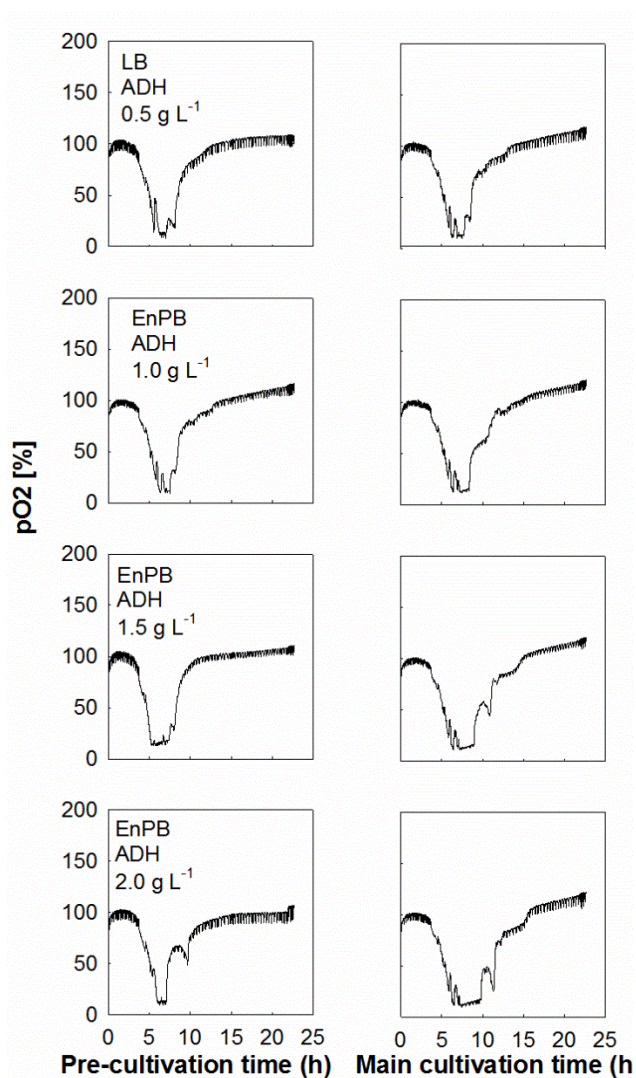 200
LB
150
ADH
0.5 g L⁻¹
100
50
0
200
EnPB
150
ADH
1.0 g L⁻¹
100
50
0
pO2 [%]
200
EnPB
150
ADH
1.5 g L⁻¹
100
50
0
200
EnPB
150
ADH
2.0 g L⁻¹
100
50
0
0 5 10 15 20 25 0 5 10 15 20 25
Pre-cultivation time (h) Main cultivation time (h